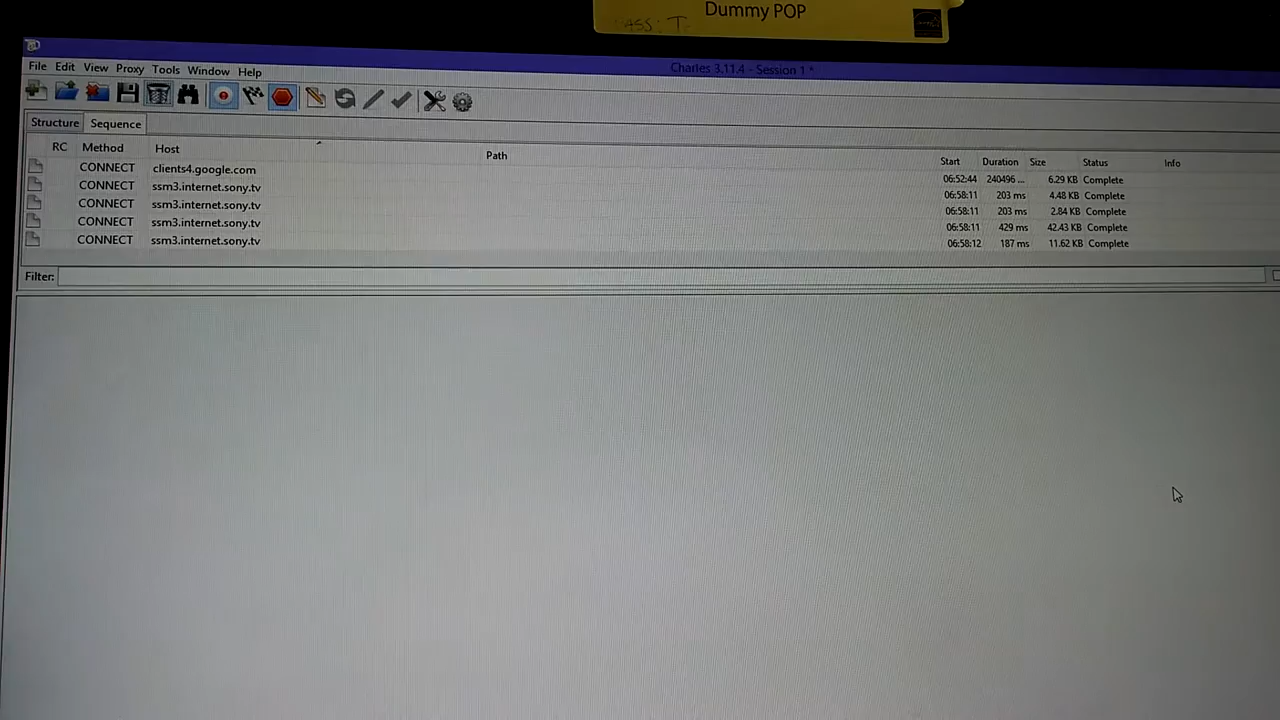 Dummy POP
ASS: T
Charles 3.11.4 - Session 1 *
File Edit View Proxy Tools Window Help
Structure Sequence
RC Method Host Path Start Duration Size Status Info
CONNECT clients4.google.com 06:52:44 240496 ... 6.29 KB Complete
CONNECT ssm3.internet.sony.tv 06:58:11 203 ms 4.48 KB Complete
CONNECT ssm3.internet.sony.tv 06:58:11 203 ms 2.84 KB Complete
CONNECT ssm3.internet.sony.tv 06:58:11 429 ms 42.43 KB Complete
CONNECT ssm3.internet.sony.tv 06:58:12 187 ms 11.62 KB Complete
Filter: